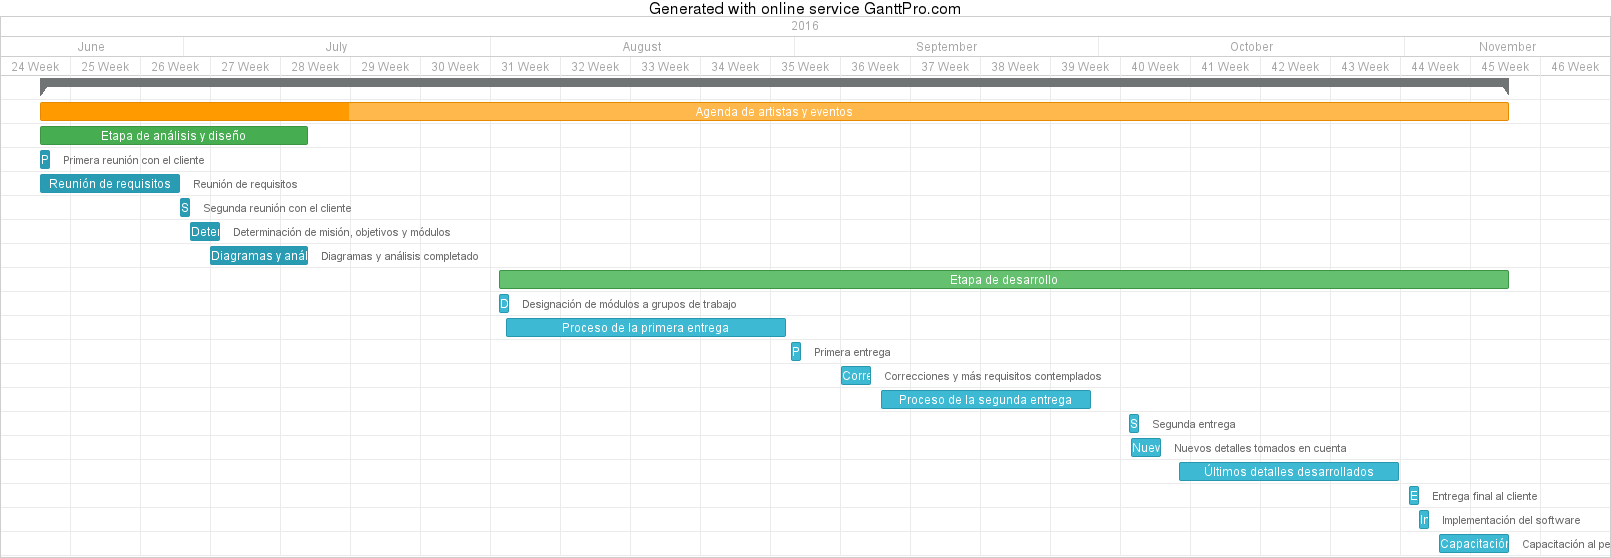 Generated with online service GanttPro.com
2016
June July August September October November
24 Week 25 Week 26 Week 27 Week 28 Week 29 Week 30 Week 31 Week 32 Week 33 Week 34 Week 35 Week 36 Week 37 Week 38 Week 39 Week 40 Week 41 Week 42 Week 43 Week 44 Week 45 Week 46 Week
Agenda de artistas y eventos
Etapa de análisis y diseño
P Primera reunión con el cliente
Reunión de requisitos Reunión de requisitos
S Segunda reunión con el cliente
Deter Determinación de misión, objetivos y módulos
Diagramas y anál Diagramas y análisis completado
Etapa de desarrollo
D Designación de módulos a grupos de trabajo
Proceso de la primera entrega
P Primera entrega
Corre Correcciones y más requisitos contemplados
Proceso de la segunda entrega
S Segunda entrega
Nuev Nuevos detalles tomados en cuenta
Últimos detalles desarrollados
E Entrega final al cliente
Ir Implementación del software
Capacitación Capacitación al pe